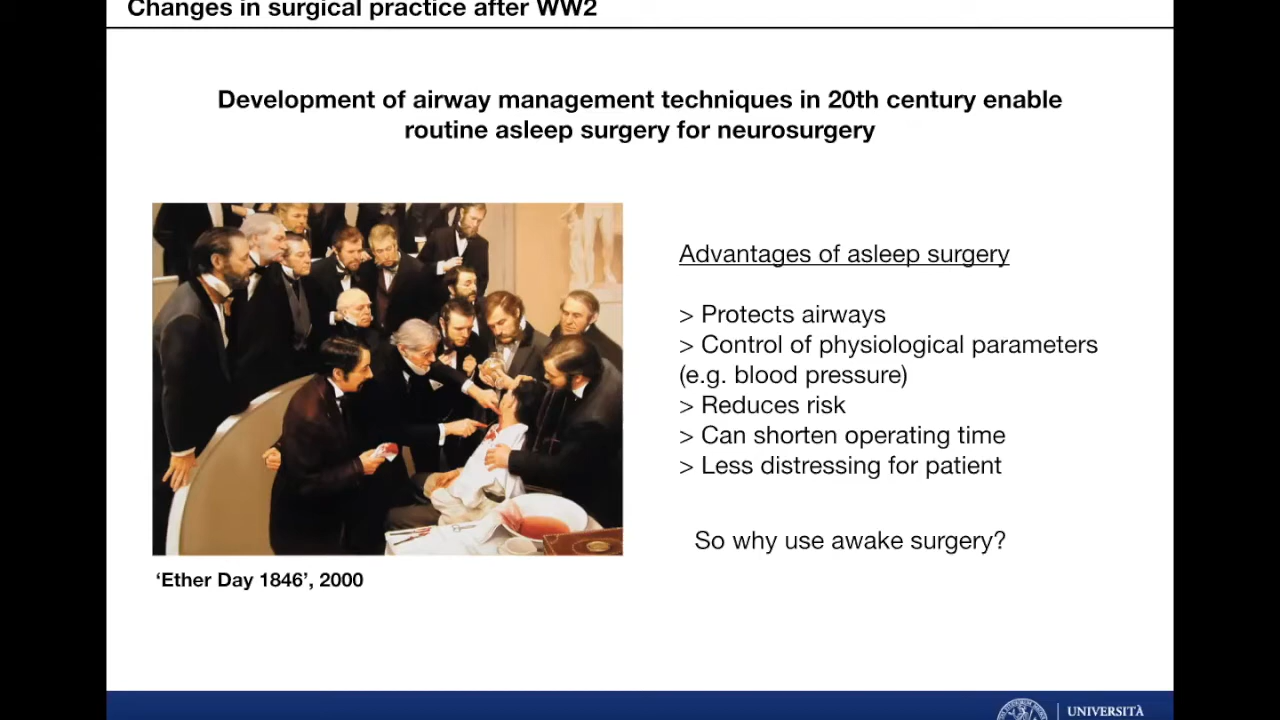 Changes in surgical practice after WW2
Development of airway management techniques in 20th century enable
routine asleep surgery for neurosurgery
Advantages of asleep surgery
> Protects airways
> Control of physiological parameters
(e.g. blood pressure)
> Reduces risk
> Can shorten operating time
> Less distressing for patient
So why use awake surgery?
‘Ether Day 1846’, 2000
UNIVERSITÀ